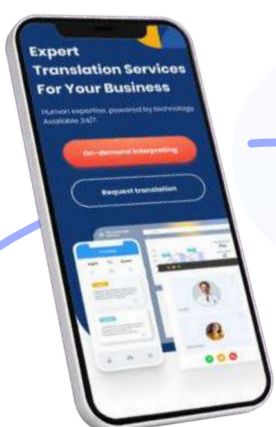 Expert
Translation Services
For Your Business
Human expertise, powered by technology
Available 24/7.
On-demand interpreting
Request translation